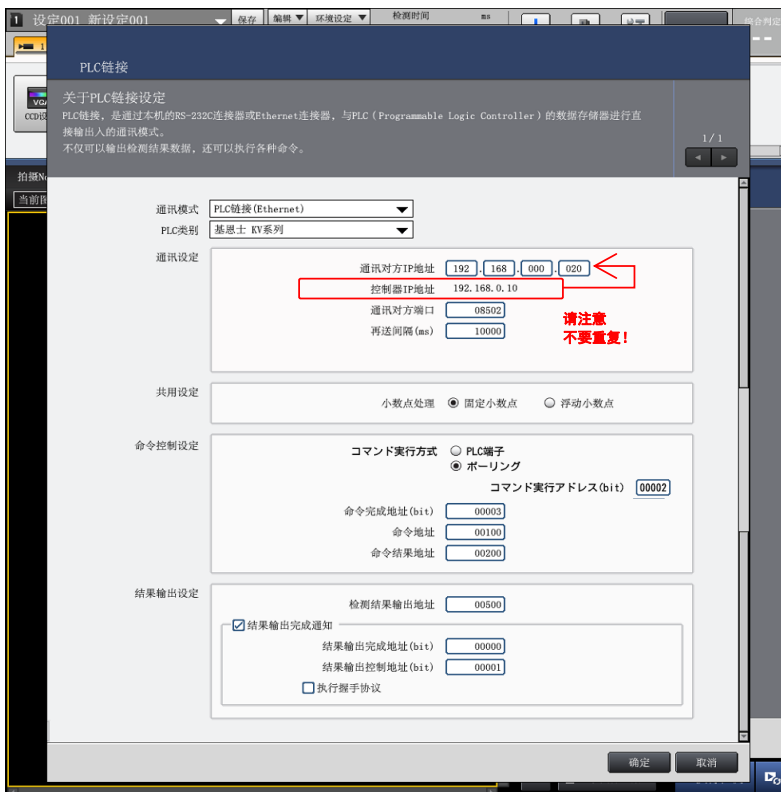 1 设定001 新设定001 保存 编辑 ▼ 环境设定 ▼ 检测时间 ms
综合判定
1
--
VGA
PLC链接
关于PLC链接设定
PLC链接，是通过本机的RS-232C连接器或Ethernet连接器，与PLC（Programmable Logic Controller）的数据存储器进行直
接输出入的通讯模式。
不仅可以输出检测结果数据，还可以执行各种命令。
1/1
拍摄No
当前图
通讯模式 PLC链接(Ethernet)
PLC类别 基恩士 KV系列
通讯设定
通讯对方IP地址 192 . 168 . 000 . 020
控制器IP地址 192.168.0.10
通讯对方端口 08502
再送间隔(ms) 10000
请注意
不要重复!
共用设定
小数点处理 固定小数点 浮动小数点
命令控制设定
コマンド実行方式 PLC端子
ポーリング
コマンド実行アドレス(bit) 00002
命令完成地址(bit) 00003
命令地址 00100
命令结果地址 00200
结果输出设定
检测结果输出地址 00500
结果输出完成通知
结果输出完成地址(bit) 00000
结果输出控制地址(bit) 00001
执行握手协议
确定 取消